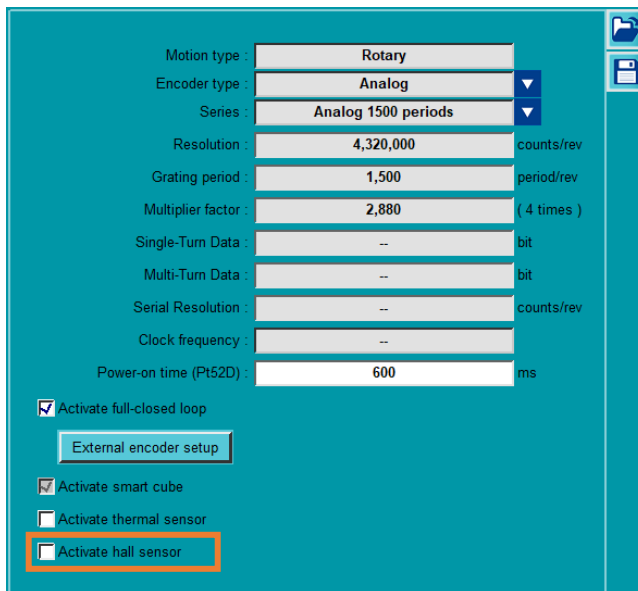 Motion type : Rotary
Encoder type : Analog
Series : Analog 1500 periods
Resolution : 4,320,000 counts/rev
Grating period : 1,500 period/rev
Multiplier factor : 2,880 ( 4 times )
Single-Turn Data : -- bit
Multi-Turn Data : -- bit
Serial Resolution : -- counts/rev
Clock frequency : --
Power-on time (Pt52D) : 600 ms
Activate full-closed loop
External encoder setup
Activate smart cube
Activate thermal sensor
Activate hall sensor